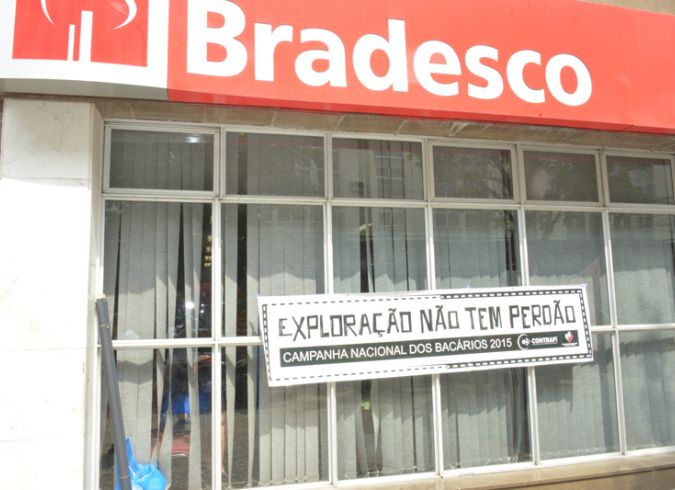 Bradesco
EXPLORAÇÃO NÃO TEM PERDÃO
CAMPANHA NACIONAL DOS BACÁRIOS 2015 CONTRAF